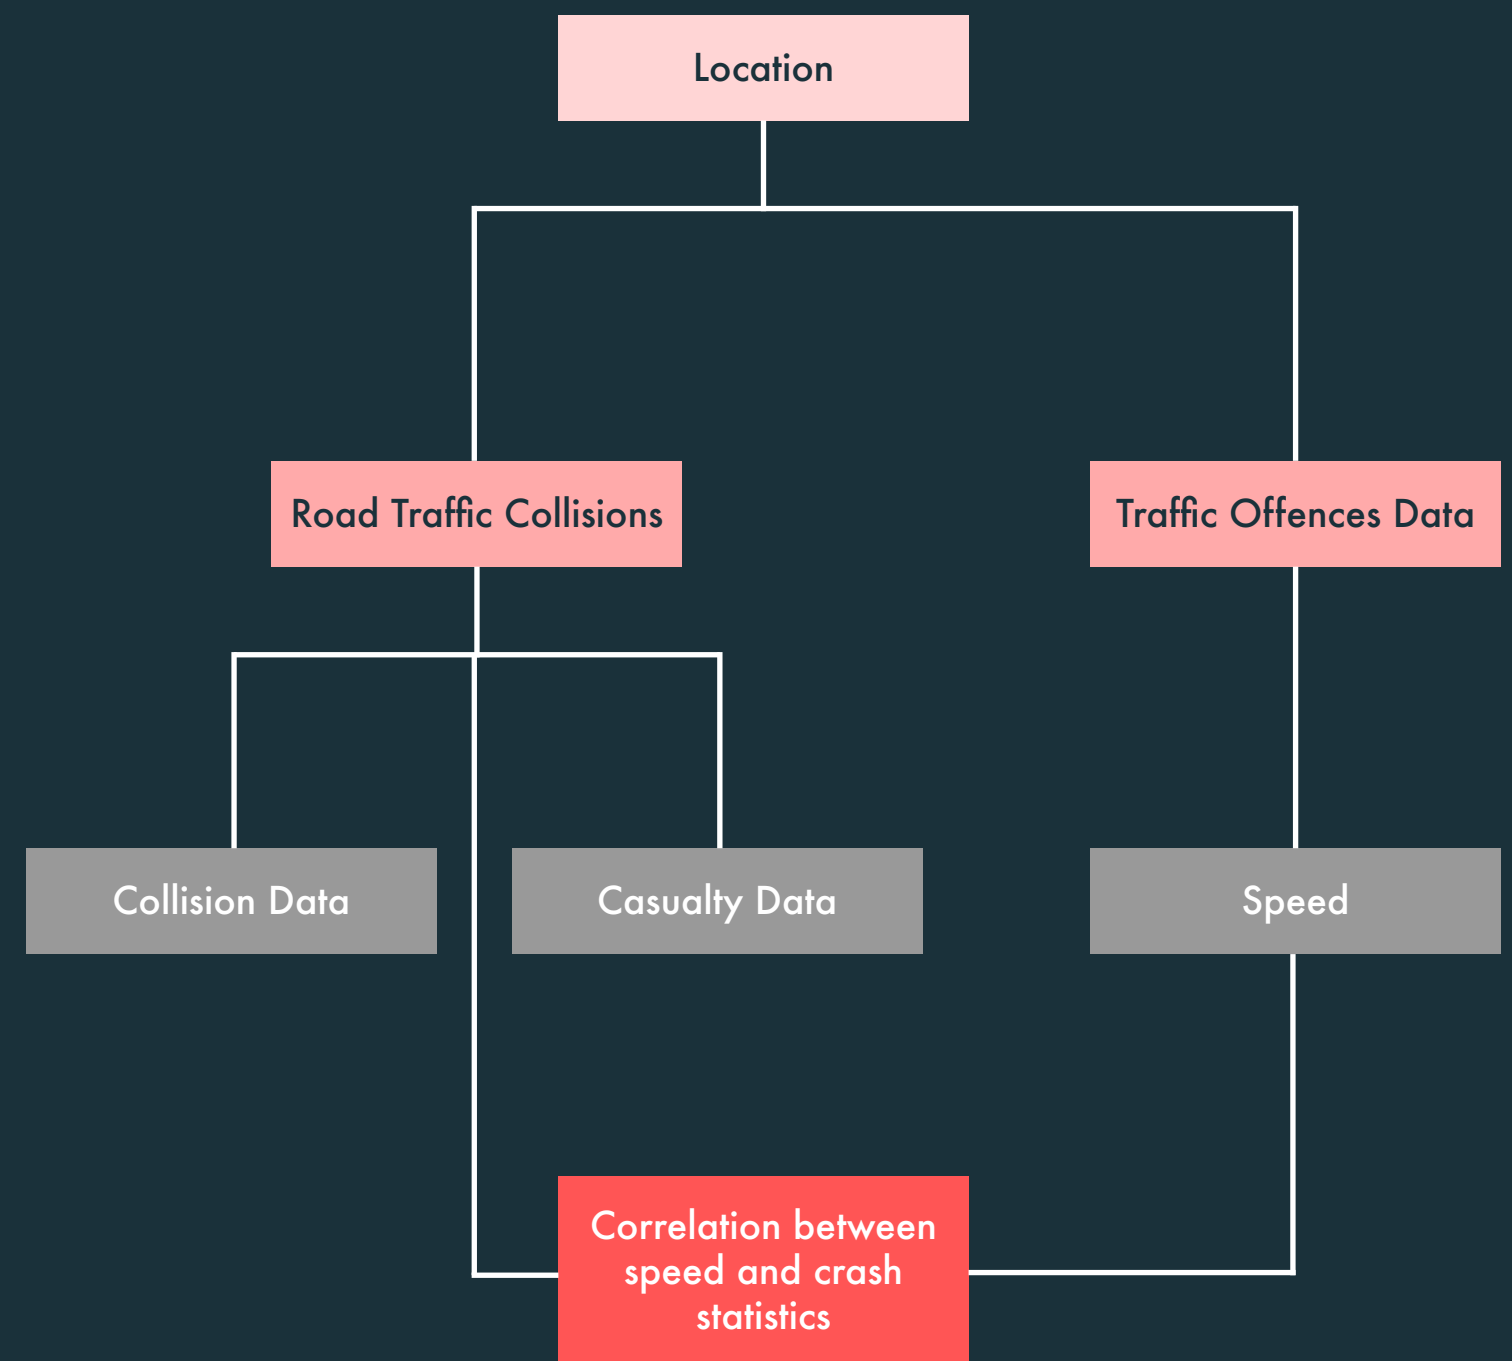 Location
Road Traffic Collisions
Traffic Offences Data
Collision Data
Casualty Data
Speed
Correlation between
speed and crash
statistics